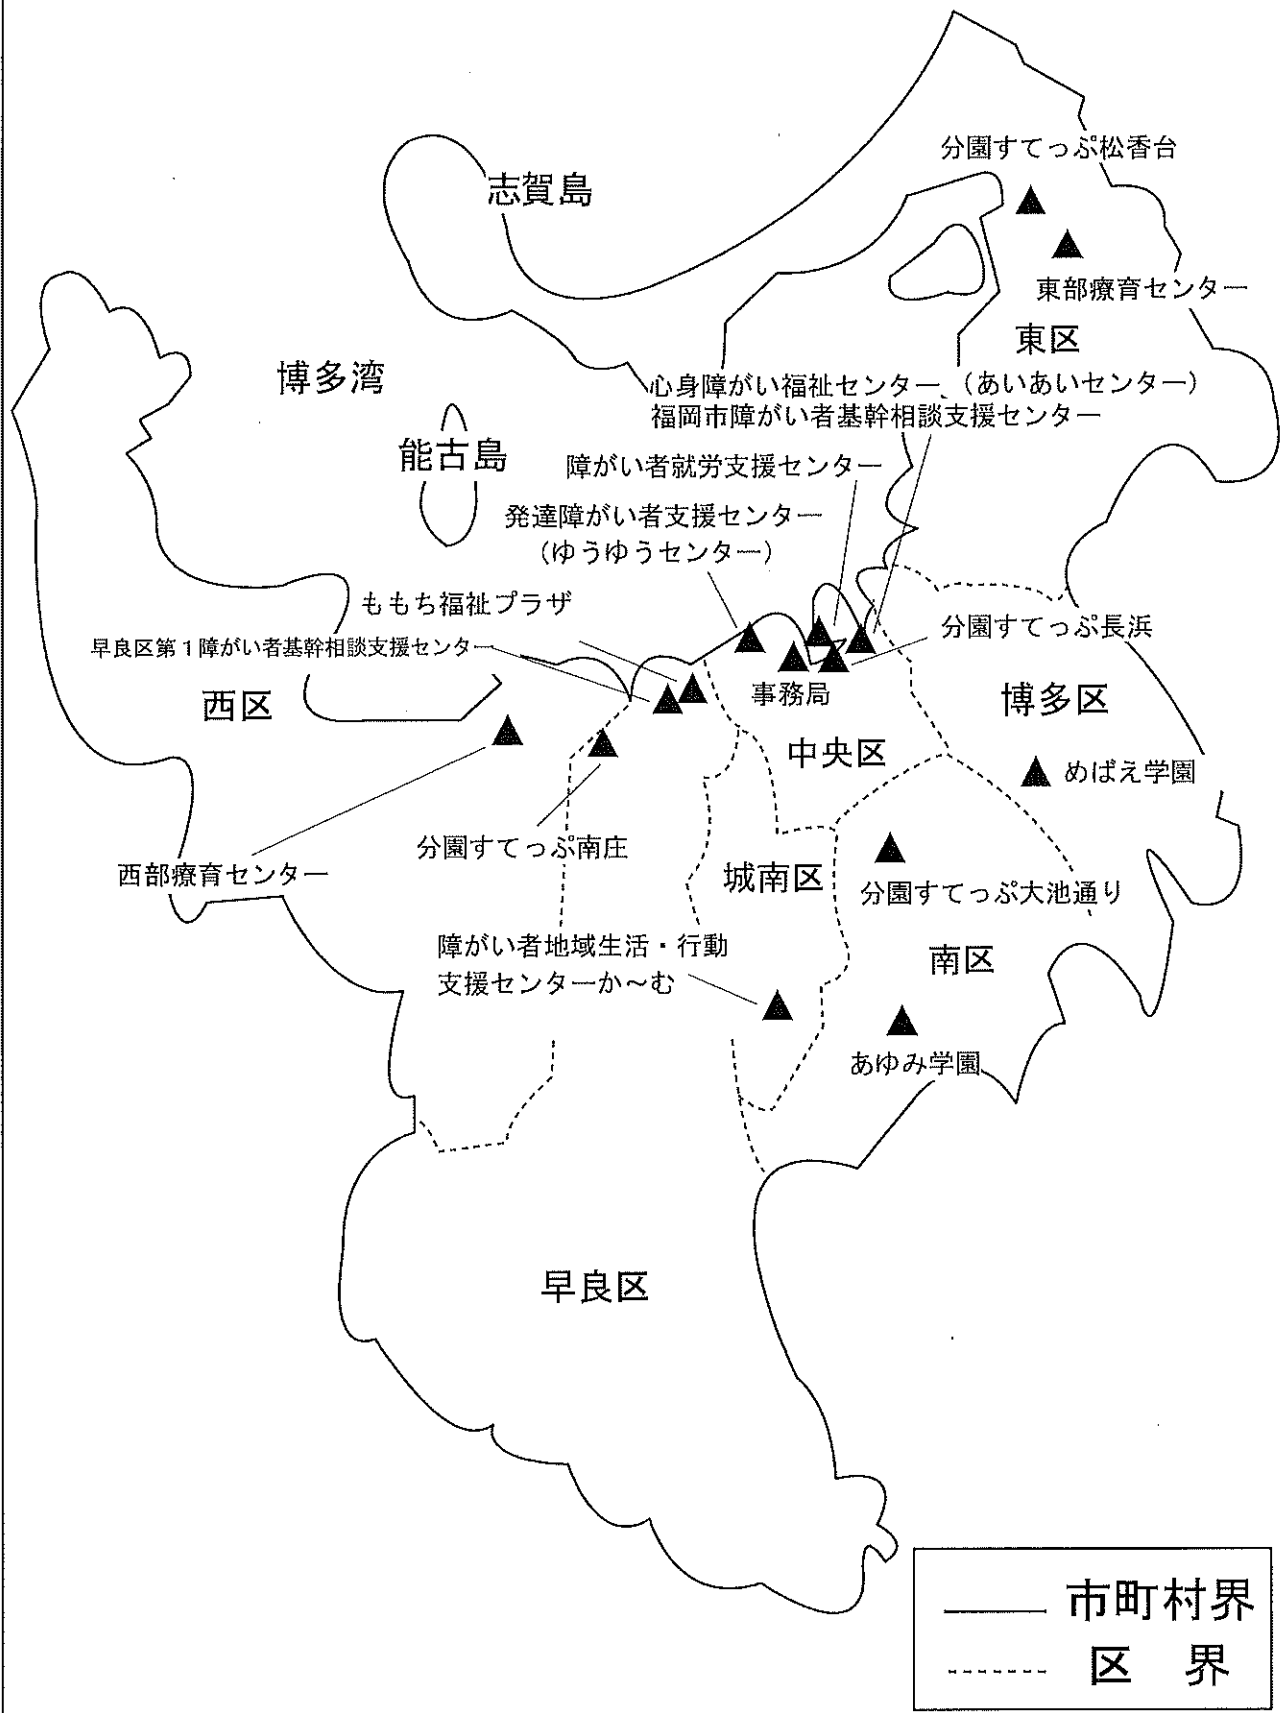 分園すてっぷ松香台
志賀島
東部療育センター
東区
博多湾
心身障がい福祉センター（あいあいセンター）
福岡市障がい者基幹相談支援センター
能古島
障がい者就労支援センター
発達障がい者支援センター
（ゆうゆうセンター）
ももち福祉プラザ
分園すてっぷ長浜
早良区第１障がい者基幹相談支援センター
西区
事務局
博多区
中央区
めばえ学園
分園すてっぷ南庄
西部療育センター
城南区
分園すてっぷ大池通り
障がい者地域生活・行動
支援センターか～む
南区
あゆみ学園
早良区
市町村界
区　界